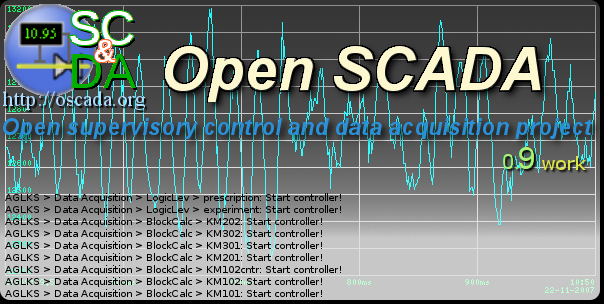 13200
10.95
SC
&
DA
Open SCADA
http://oscada.org
Open supervisory control and data acquisition project
12600
0.9 work
AGLKS > Data Acquisition > LogicLev > prescription: Start controller!
AGLKS > Data Acquisition > LogicLev > experiment: Start controller!
AGLKS > Data Acquisition > BlockCalc > KM202: Start controller!
AGLKS > Data Acquisition > BlockCalc > KM302: Start controller!
AGLKS > Data Acquisition > BlockCalc > KM301: Start controller!
AGLKS > Data Acquisition > BlockCalc > KM201: Start controller!
AGLKS > Data Acquisition > BlockCalc > KM102cntr: Start controller!
AGLKS > Data Acquisition > BlockCalc > KM102: Start controller!
AGLKS > Data Acquisition > BlockCalc > KM101: Start controller!
800ms 900ms 10:50
22-11-2007